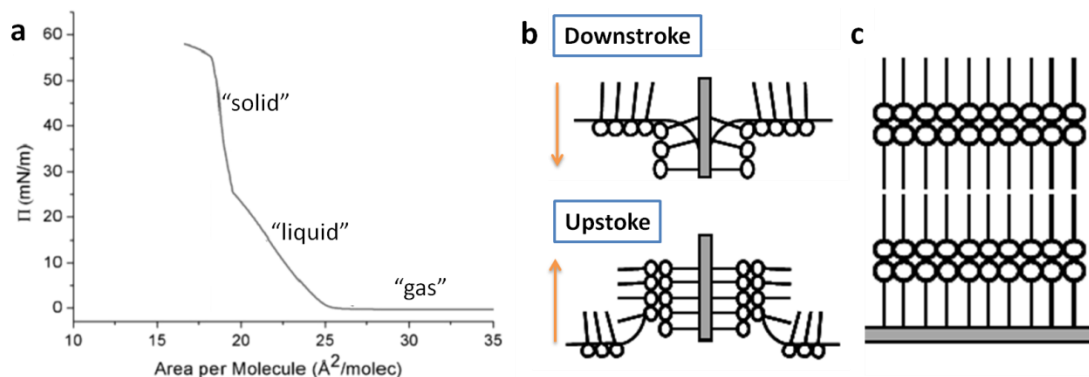 a
60
50
40
30
20
10
0
Π (mN/m)
"solid"
"liquid"
"gas"
10 15 20 25 30 35
Area per Molecule (Å²/molec)
b
Downstroke
Upstoke
c